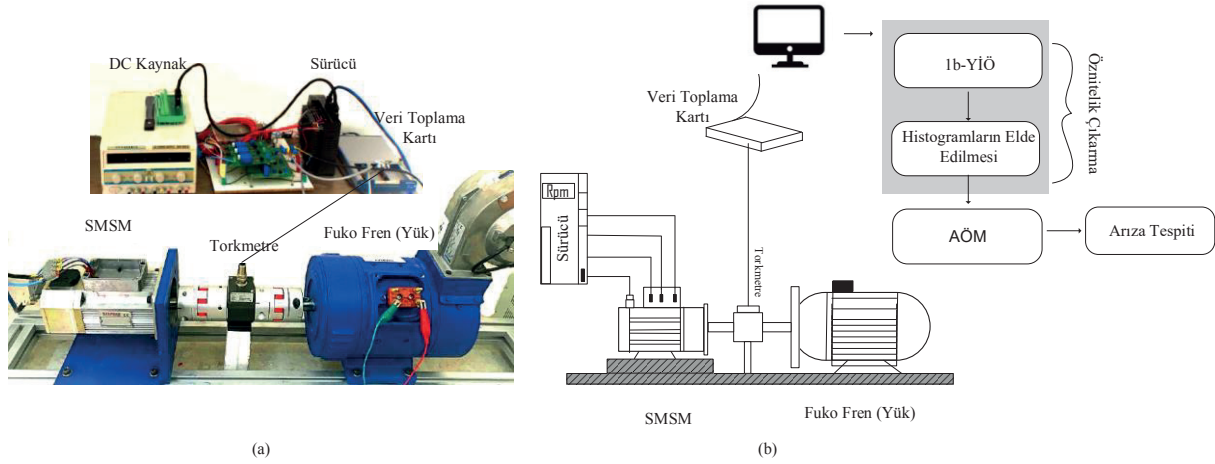 DC Kaynak
Sürücü
Veri Toplama
Kartı
SMSM
Torkmetre
Fuko Fren (Yük)
(a)
Veri Toplama
Kartı
Rpm
Sürücü
Torkmetre
SMSM
Fuko Fren (Yük)
(b)
1b-YİÖ
Histogramların Elde
Edilmesi
Öznitelik Çıkarma
AÖM
Arıza Tespiti